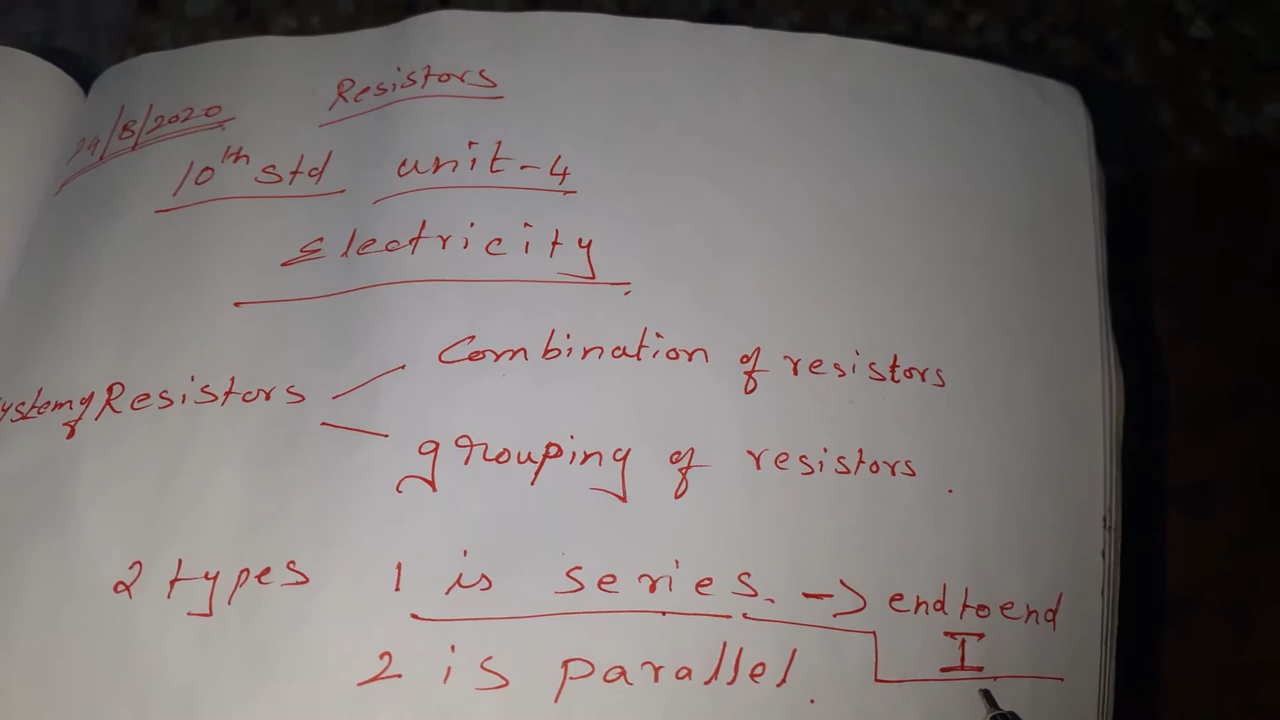 Resistors
24/8/2020
10th std unit-4
Electricity
Combination of resistors
System of Resistors
grouping of resistors.
2 types 1 is series. -> end to end
I
2 is parallel.